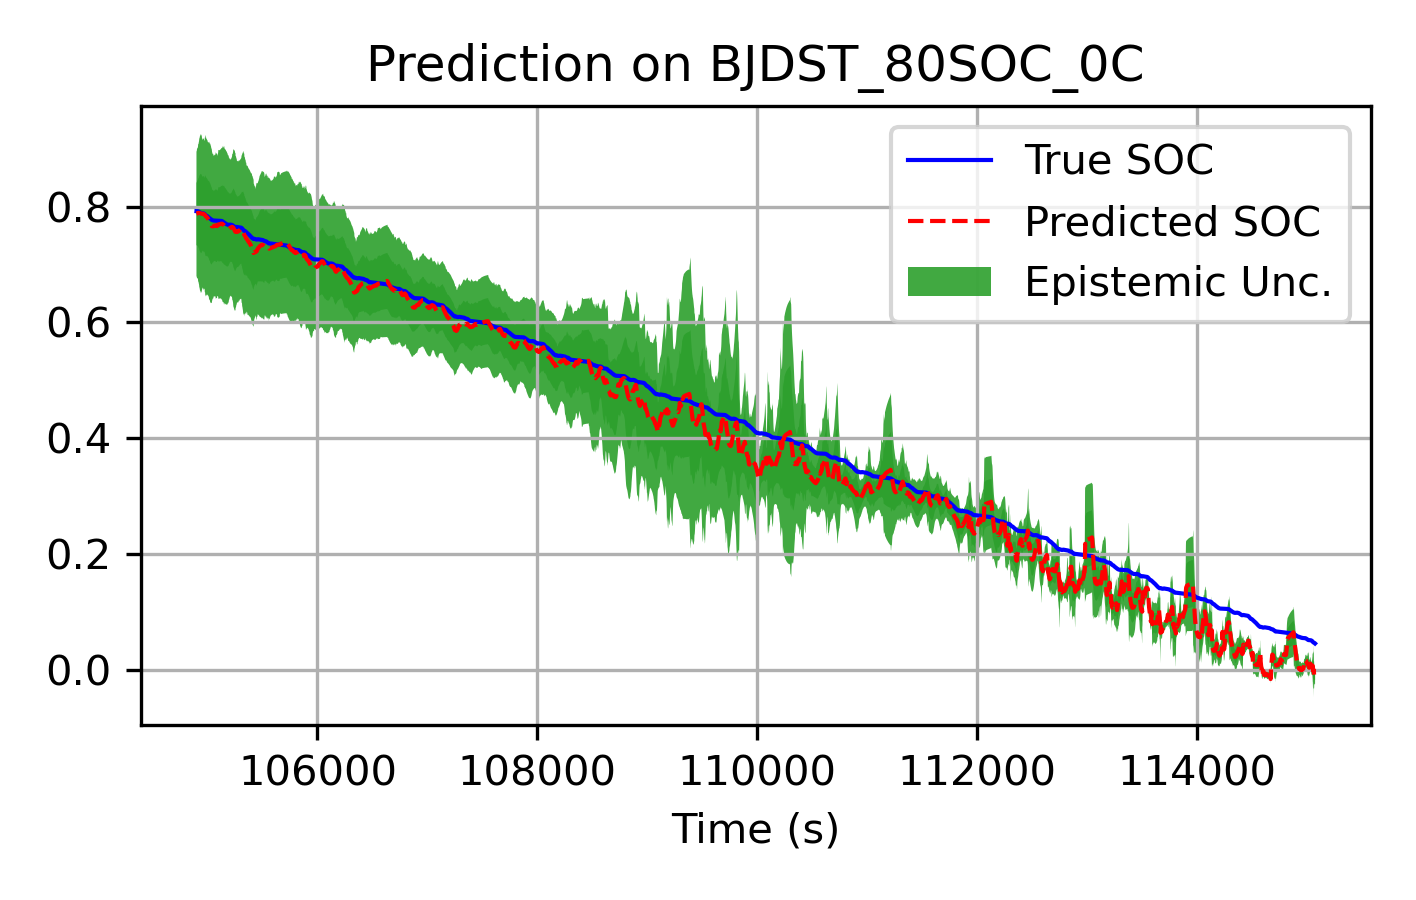 Prediction on BJDST_80SOC_0C
True SOC
Predicted SOC
Epistemic Unc.
0.8
0.6
0.4
0.2
0.0
106000 108000 110000 112000 114000
Time (s)